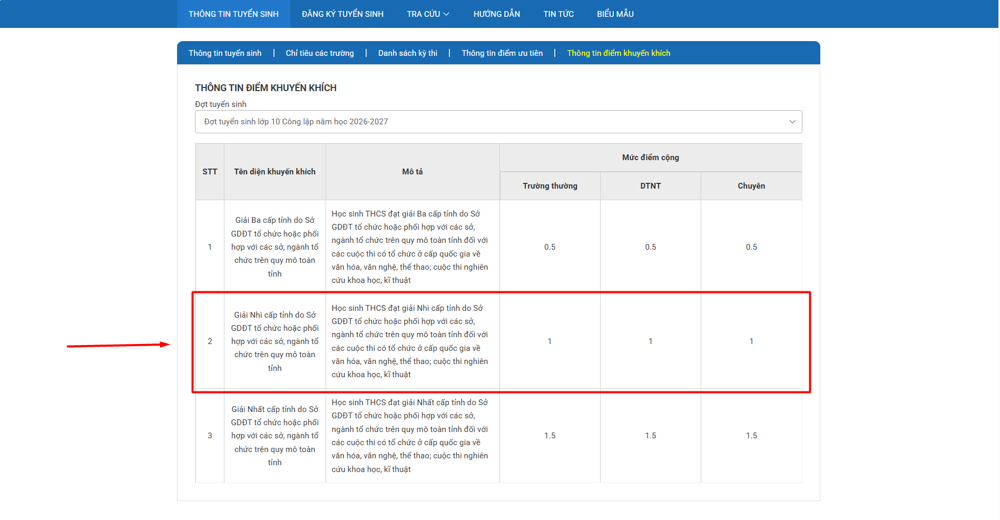 THÔNG TIN TUYỂN SINH ĐĂNG KÝ TUYỂN SINH TRA CỨU HƯỚNG DẪN TIN TỨC BIỂU MẪU
Thông tin tuyển sinh | Chỉ tiêu các trường | Danh sách kỳ thi | Thông tin điểm ưu tiên | Thông tin điểm khuyến khích
THÔNG TIN ĐIỂM KHUYẾN KHÍCH
Đợt tuyển sinh
Đợt tuyển sinh lớp 10 Công lập năm học 2026-2027
STT
Tên diện khuyến khích
Mô tả
Mức điểm cộng
Trường thường
DTNT
Chuyên
1
Giải Ba cấp tỉnh do Sở
GDĐT tổ chức hoặc phối
hợp với các sở, ngành tổ
chức trên quy mô toàn
tỉnh
Học sinh THCS đạt giải Ba cấp tỉnh do Sở
GDĐT tổ chức hoặc phối hợp với các sở,
ngành tổ chức trên quy mô toàn tỉnh đối với
các cuộc thi có tổ chức ở cấp quốc gia về
văn hóa, văn nghệ, thể thao; cuộc thi nghiên
cứu khoa học, kĩ thuật
0.5
0.5
0.5
2
Giải Nhì cấp tỉnh do Sở
GDĐT tổ chức hoặc phối
hợp với các sở, ngành tổ
chức trên quy mô toàn
tỉnh
Học sinh THCS đạt giải Nhì cấp tỉnh do Sở
GDĐT tổ chức hoặc phối hợp với các sở,
ngành tổ chức trên quy mô toàn tỉnh đối với
các cuộc thi có tổ chức ở cấp quốc gia về
văn hóa, văn nghệ, thể thao; cuộc thi nghiên
cứu khoa học, kĩ thuật
1
1
1
3
Giải Nhất cấp tỉnh do Sở
GDĐT tổ chức hoặc phối
hợp với các sở, ngành tổ
chức trên quy mô toàn
tỉnh
Học sinh THCS đạt giải Nhất cấp tỉnh do Sở
GDĐT tổ chức hoặc phối hợp với các sở,
ngành tổ chức trên quy mô toàn tỉnh đối với
các cuộc thi có tổ chức ở cấp quốc gia về
văn hóa, văn nghệ, thể thao; cuộc thi nghiên
cứu khoa học, kĩ thuật
1.5
1.5
1.5